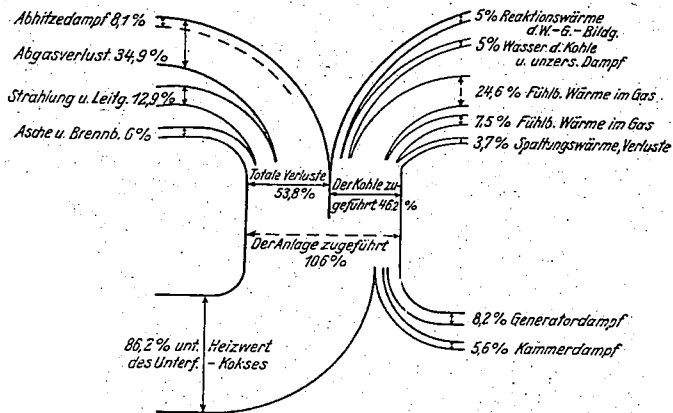 Abhitzedampf 8,1 %
Abgasverlust 34,9%
Strahlung u. Leitg. 12,9%
Asche u. Brennb. 6%
5% Reaktionswärme
d.W.-G.-Bildg.
5% Wasser d. Kohle
u. unzers. Dampf
24,6 % Fühlb. Wärme im Gas
7,5 % Fühlb. Wärme im Gas
3,7% Spaltungswärme, Verluste
Totale Verluste
53,8%
Der Kohle zu-
geführt 46,2 %
Der Anlage zugeführt
106%
86,2% unt. Heizwert
des Unterf. - Kokses
8,2% Generatordampf
5,6% Kammerdampf